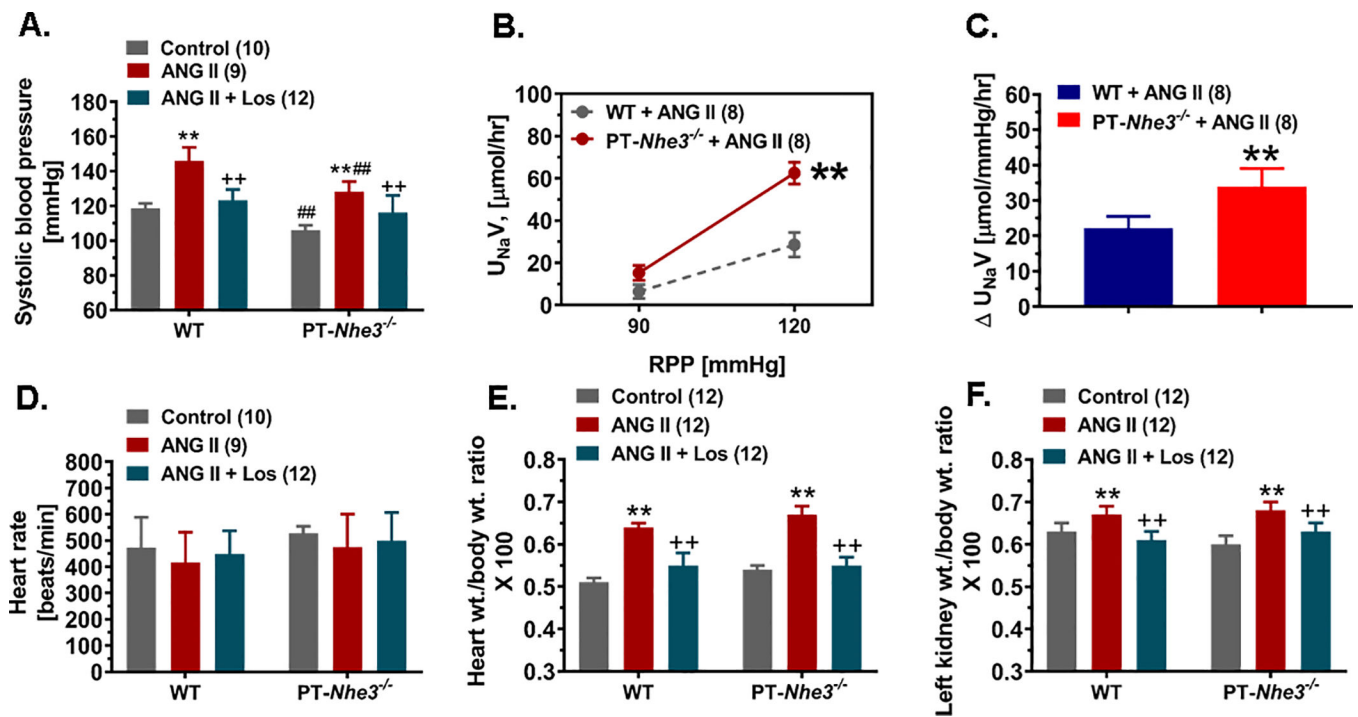 A.
Control (10)
ANG II (9)
ANG II + Los (12)
Systolic blood pressure
[mmHg]
180
160
140
120
100
80
60
**
++
##
**##
++
WT
PT-Nhe3-/-
B.
WT + ANG II (8)
PT-Nhe3-/- + ANG II (8)
UNaV, [µmol/hr]
100
80
60
40
20
0
**
90
120
RPP [mmHg]
C.
WT + ANG II (8)
PT-Nhe3-/- + ANG II (8)
Δ UNaV [µmol/mmHg/hr]
60
50
40
30
20
10
0
**
D.
Control (10)
ANG II (9)
ANG II + Los (12)
Heart rate
[beats/min]
800
700
600
500
400
300
200
100
0
WT
PT-Nhe3-/-
E.
Control (12)
ANG II (12)
ANG II + Los (12)
Heart wt./body wt. ratio
X 100
0.8
0.7
0.6
0.5
0.4
0.3
**
++
**
++
WT
PT-Nhe3-/-
F.
Control (12)
ANG II (12)
ANG II + Los (12)
Left kidney wt./body wt. ratio
X 100
0.8
0.7
0.6
0.5
0.4
0.3
**
++
**
++
WT
PT-Nhe3-/-